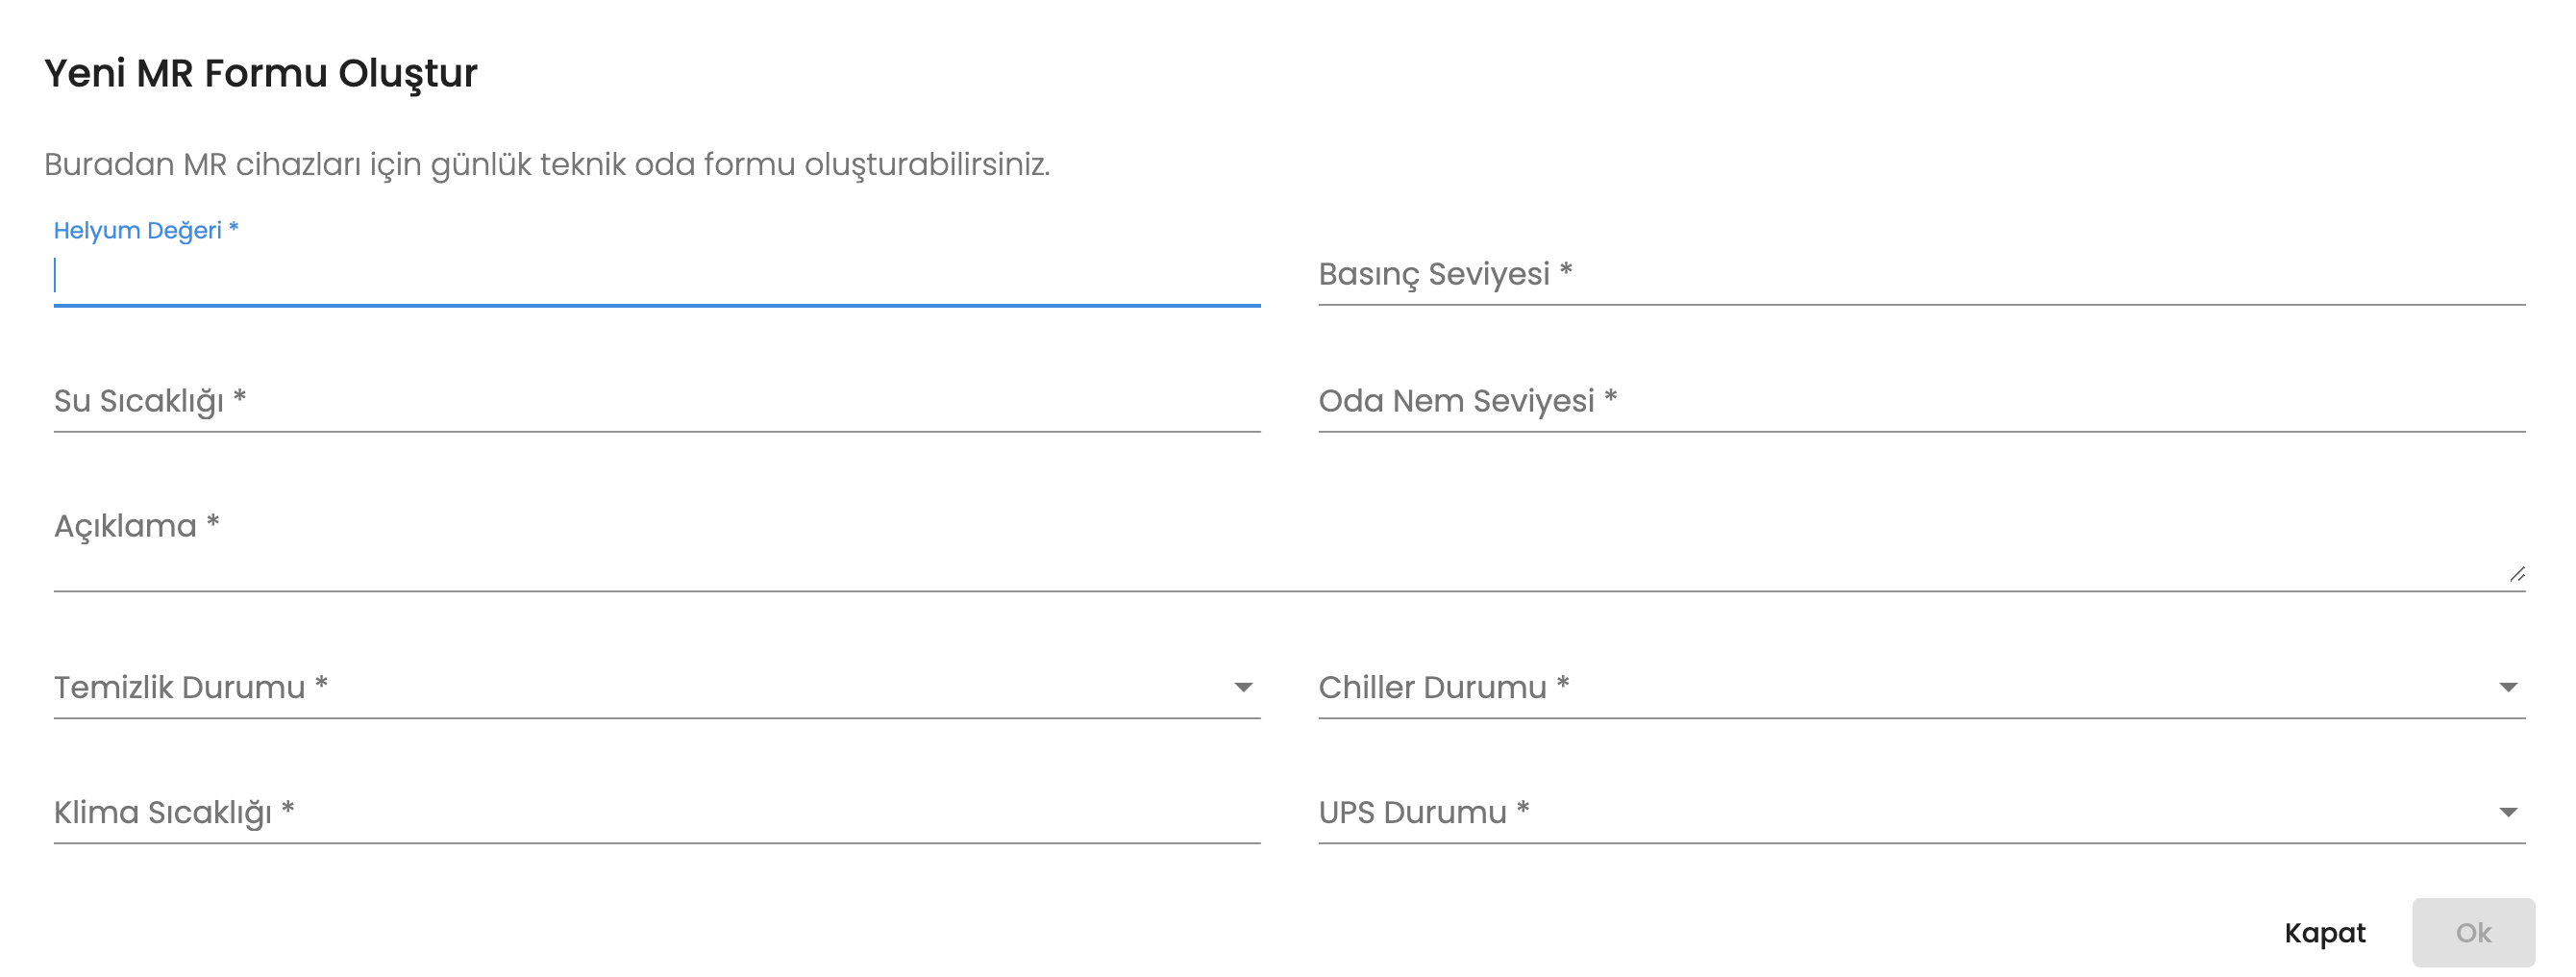 Yeni MR Formu Oluştur
Buradan MR cihazları için günlük teknik oda formu oluşturabilirsiniz.
Helyum Değeri *
Basınç Seviyesi *
Su Sıcaklığı *
Oda Nem Seviyesi *
Açıklama *
Temizlik Durumu *
Chiller Durumu *
Klima Sıcaklığı *
UPS Durumu *
Kapat
Ok